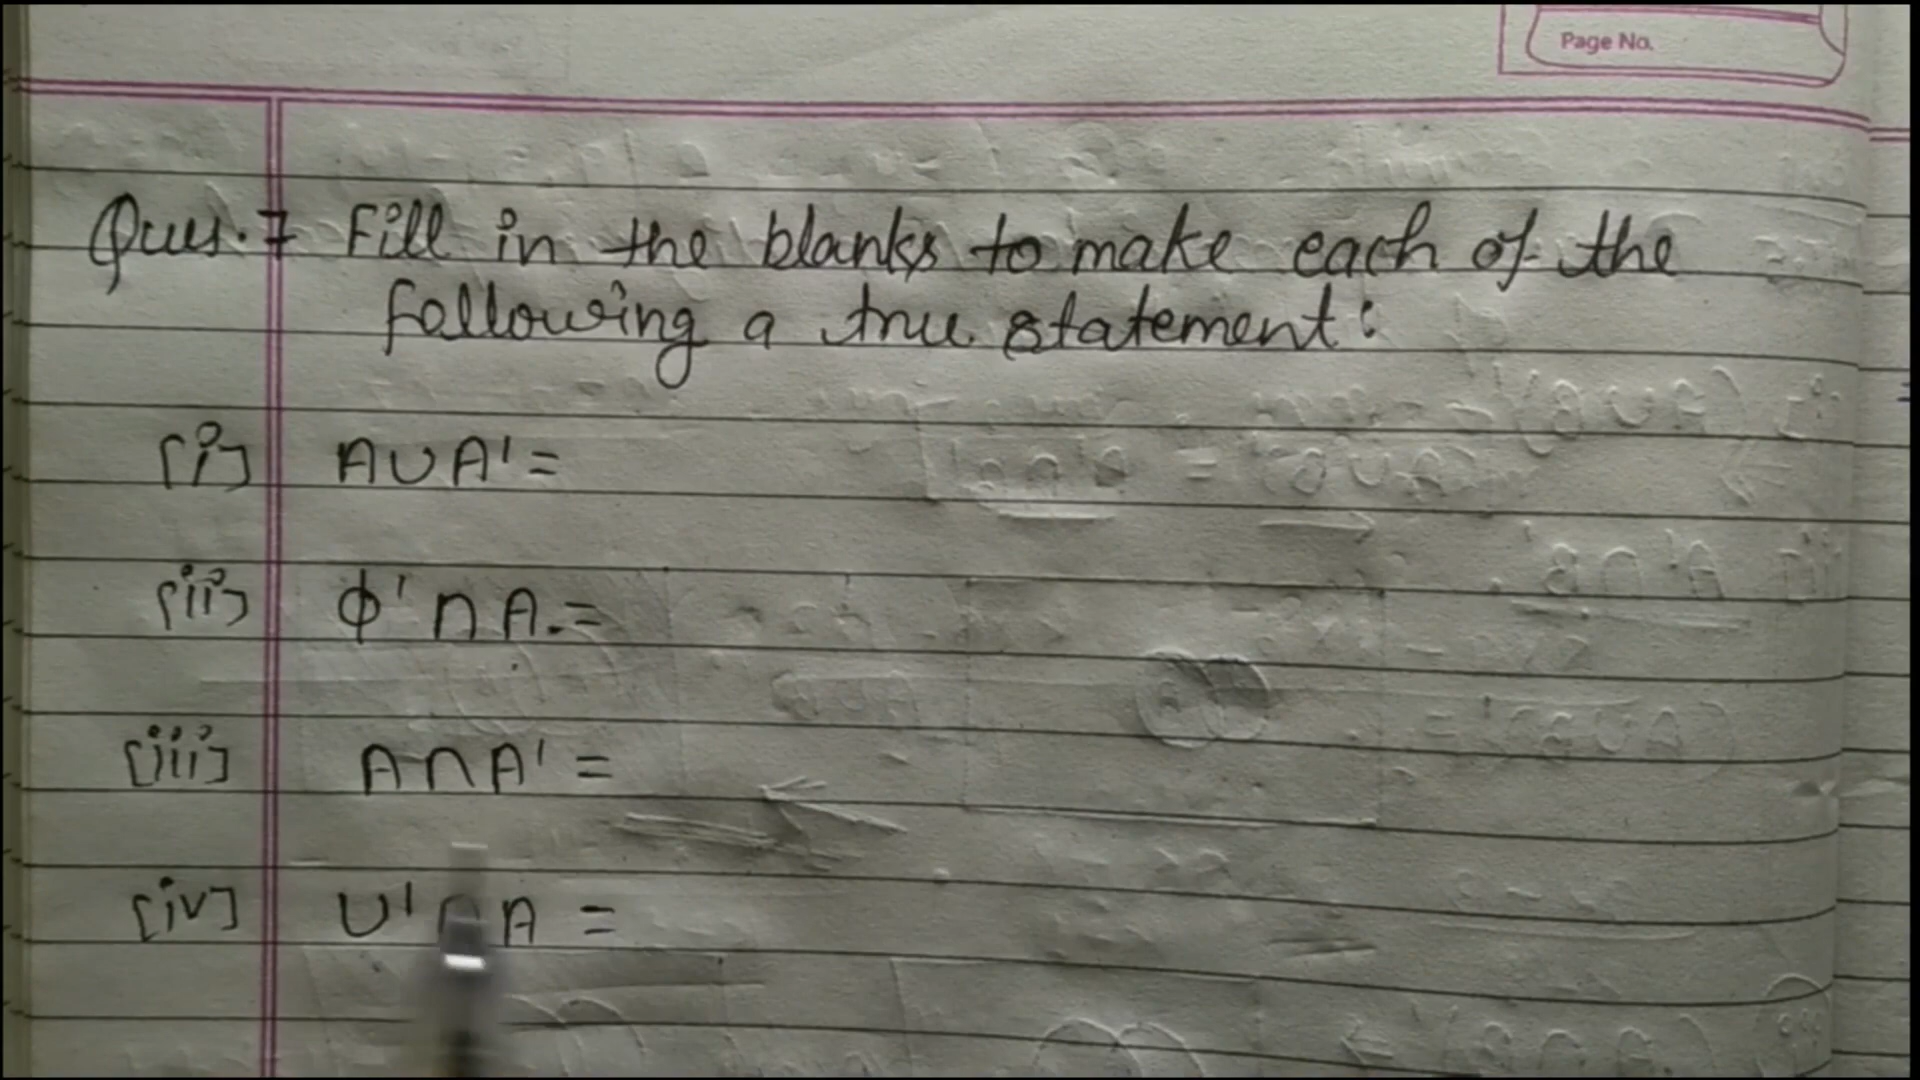 Page No.
Ques.7 Fill in the blanks to make each of the
following a true statement:
[i] A∪A' =
[ii] ϕ'∩A =
[iii] A∩A' =
[iv] U'∩A =